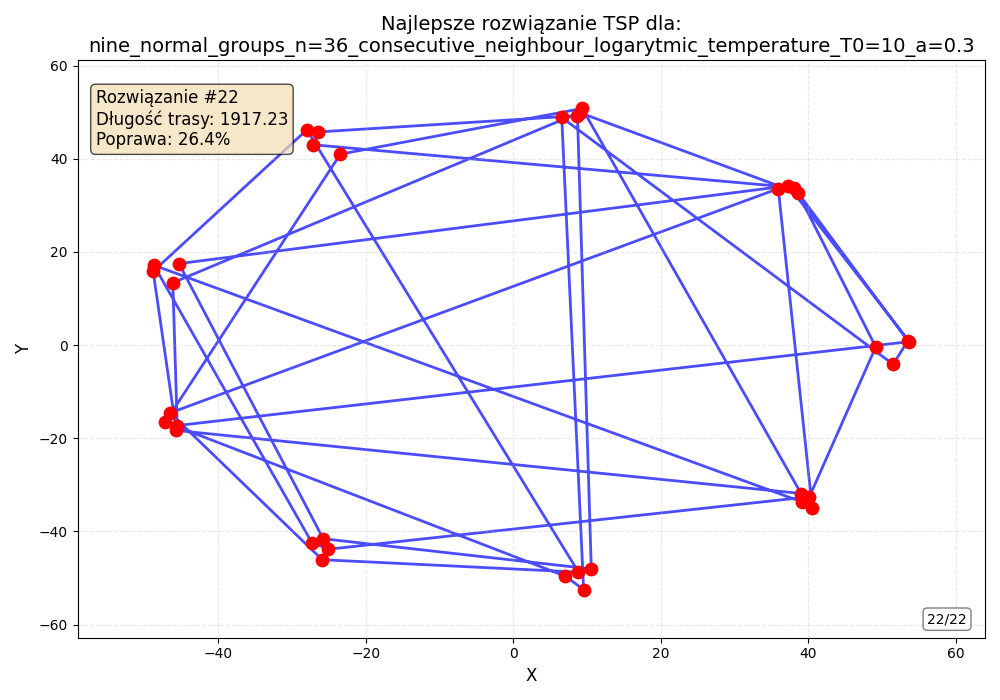 Najlepsze rozwiązanie TSP dla:
nine_normal_groups_n=36_consecutive_neighbour_logarytmic_temperature_T0=10_a=0.3
Rozwiązanie #22
Długość trasy: 1917.23
Poprawa: 26.4%
60
40
20
0
−20
−40
−60
Y
22/22
−40
−20
0
20
40
60
X